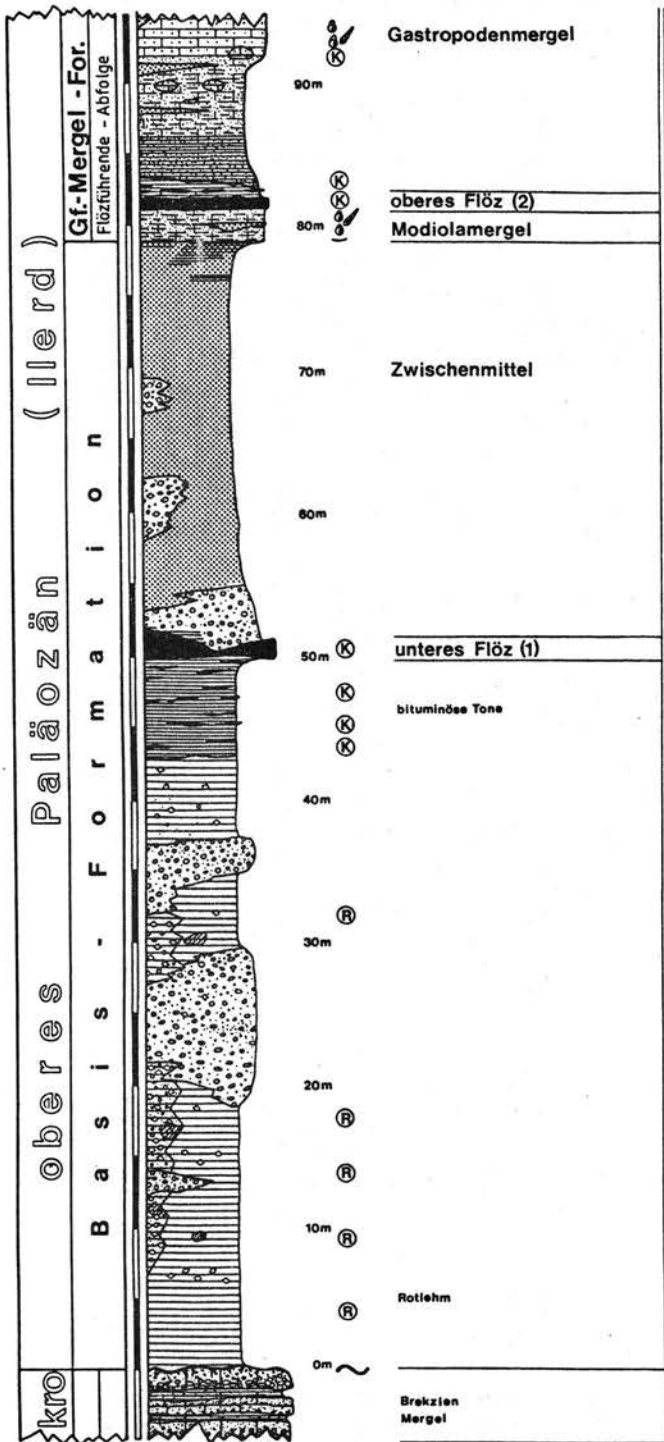 Gastropodenmergel
K
90m
K
K
oberes Flöz (2)
80m
Modiolamergel
70m
Zwischenmittel
60m
50m
K
unteres Flöz (1)
K
bituminöse Tone
K
K
40m
R
30m
20m
R
R
10m
R
Rotlehm
R
0m
Brekzien
Mergel
Gf.-Mergel-For.
Flözführende - Abfolge
Basis-Formation
oberes Paläozän (Ilerd)
kro